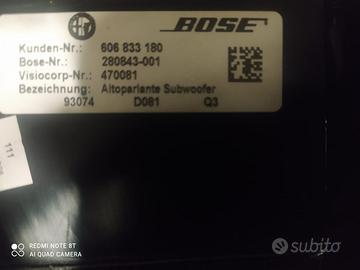 BOSE
Kunden-Nr.: 606 833 180
Bose-Nr.: 280843-001
Visiocorp-Nr.: 470081
Bezeichnung: Altoparlante Subwoofer
93074 D081 Q3
111
REDMI NOTE 8T
AI QUAD CAMERA
subito